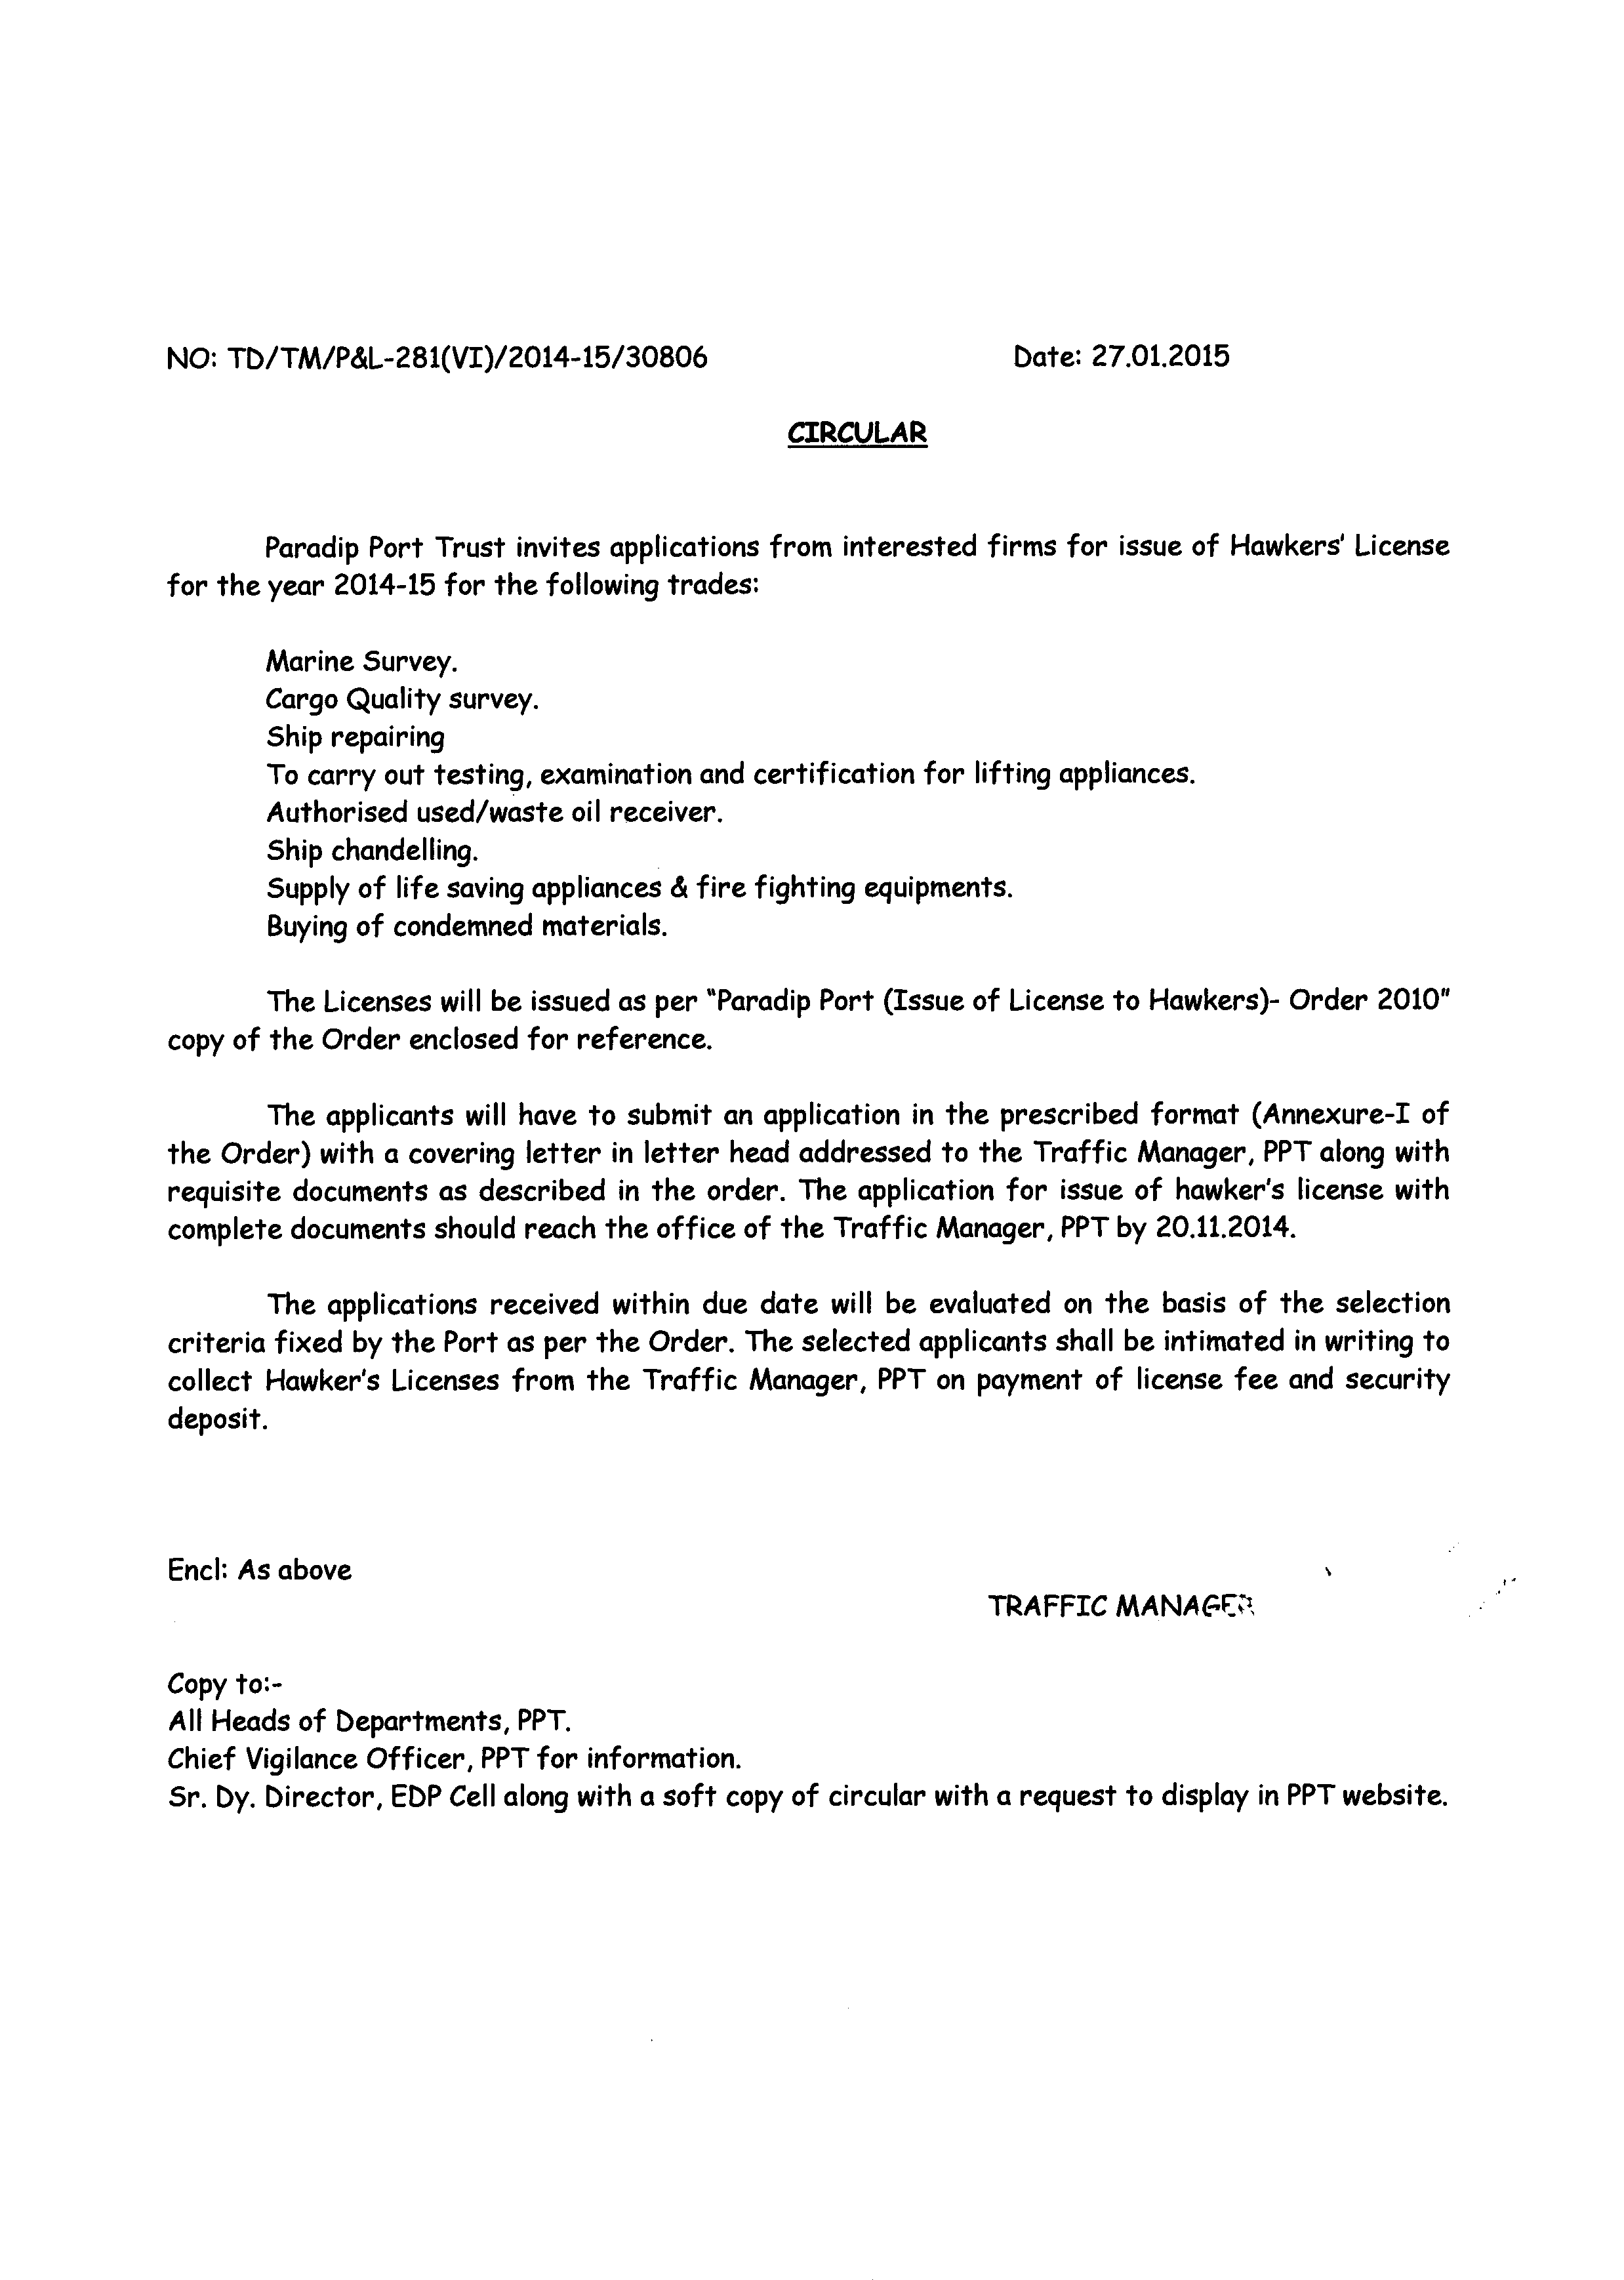 NO: TD/TM/P&L-281(VI)/2014-15/30806 Date: 27.01.2015
CIRCULAR
Paradip Port Trust invites applications from interested firms for issue of Hawkers' License
for the year 2014-15 for the following trades:
Marine Survey.
Cargo Quality survey.
Ship repairing
To carry out testing, examination and certification for lifting appliances.
Authorised used/waste oil receiver.
Ship chandelling.
Supply of life saving appliances & fire fighting equipments.
Buying of condemned materials.
The Licenses will be issued as per "Paradip Port (Issue of License to Hawkers)- Order 2010"
copy of the Order enclosed for reference.
The applicants will have to submit an application in the prescribed format (Annexure-I of
the Order) with a covering letter in letter head addressed to the Traffic Manager, PPT along with
requisite documents as described in the order. The application for issue of hawker's license with
complete documents should reach the office of the Traffic Manager, PPT by 20.11.2014.
The applications received within due date will be evaluated on the basis of the selection
criteria fixed by the Port as per the Order. The selected applicants shall be intimated in writing to
collect Hawker's Licenses from the Traffic Manager, PPT on payment of license fee and security
deposit.
Encl: As above
TRAFFIC MANAGER
Copy to:-
All Heads of Departments, PPT.
Chief Vigilance Officer, PPT for information.
Sr. Dy. Director, EDP Cell along with a soft copy of circular with a request to display in PPT website.